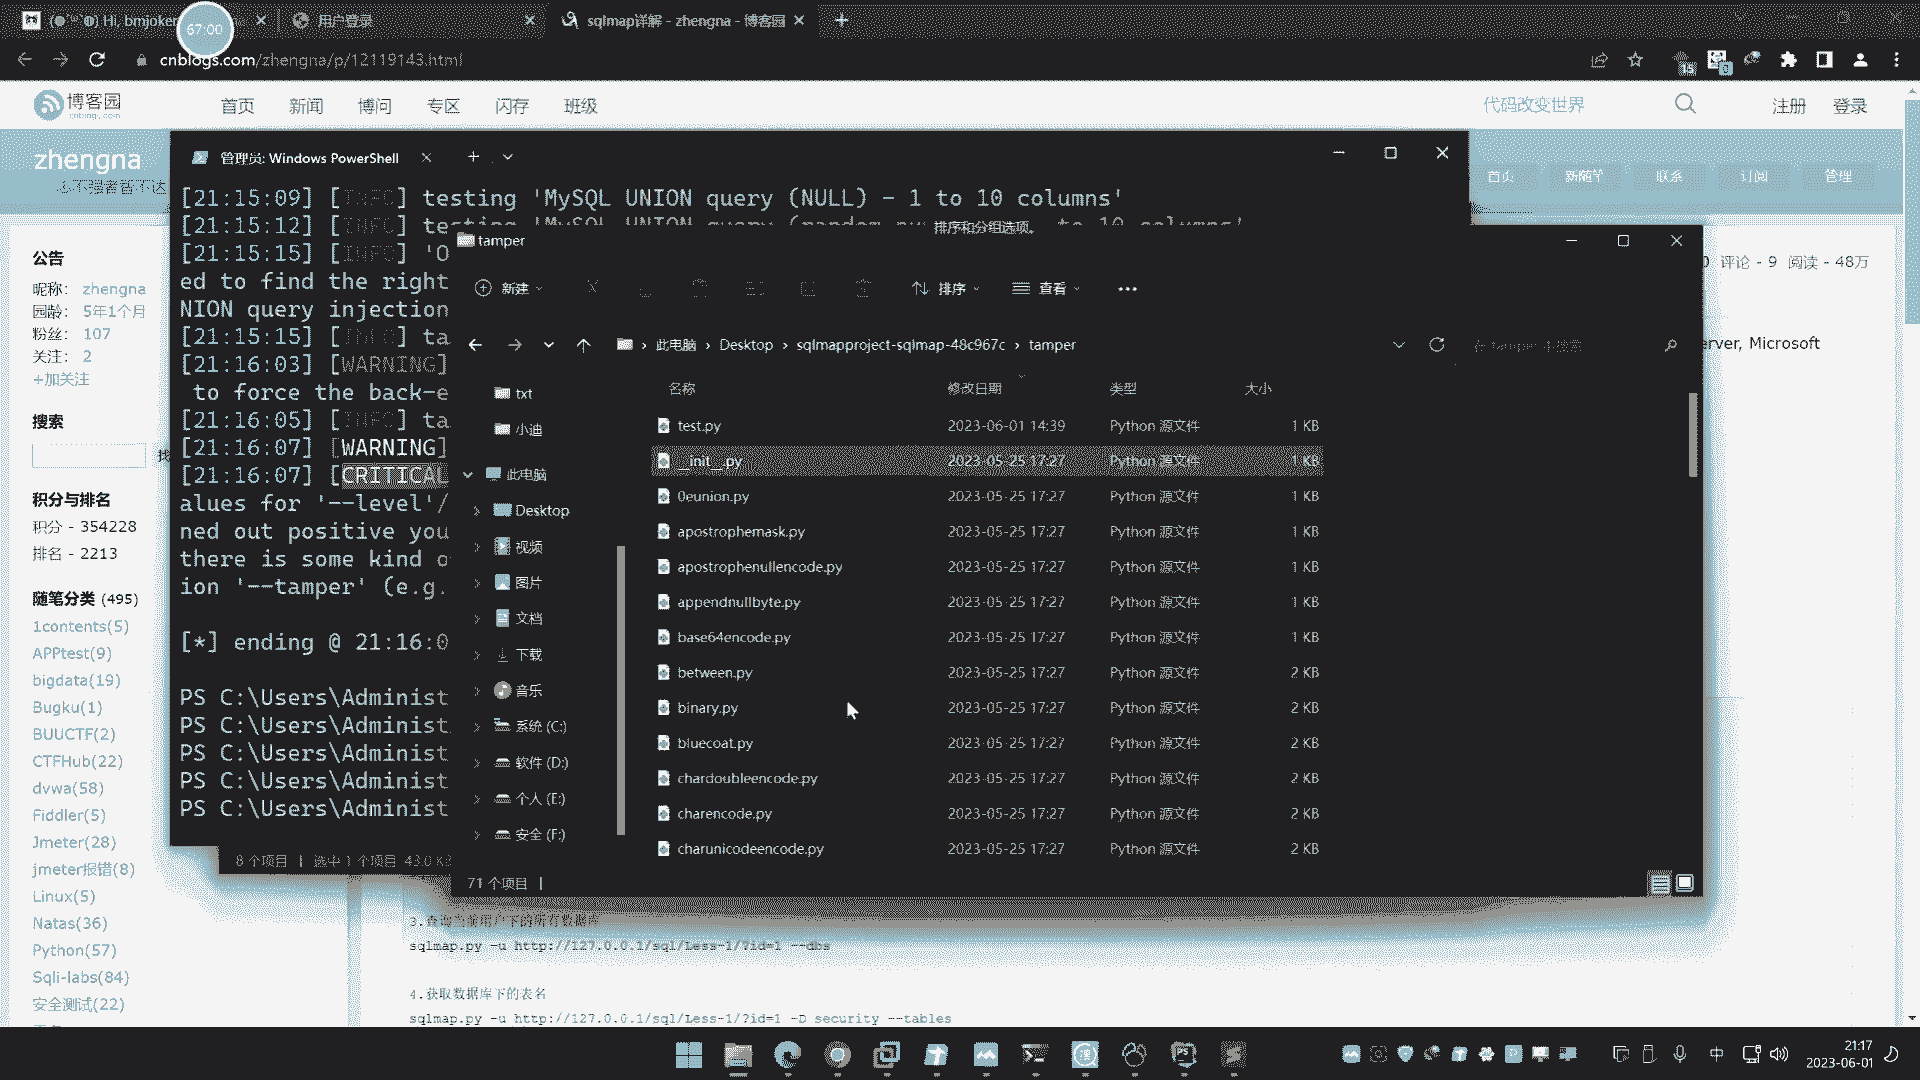 Hi, bmjoker
67:00
用户登录
sqlmap详解 - zhengna - 博客园
cnblogs.com/zhengna/p/12119143.html
15
博客园
cnblogs.com
首页
新闻
博问
专区
闪存
班级
代码改变世界
注册
登录
zhengna
首页
新随笔
联系
订阅
管理
评论 - 9 阅读 - 48万
rver, Microsoft
公告
昵称： zhengna
园龄： 5年1个月
粉丝： 107
关注： 2
+加关注
搜索
找
积分与排名
积分 - 354228
排名 - 2213
随笔分类 (495)
1contents(5)
APPtest(9)
bigdata(19)
Bugku(1)
BUUCTF(2)
CTFHub(22)
dvwa(58)
Fiddler(5)
Jmeter(28)
jmeter报错(8)
Linux(5)
Natas(36)
Python(57)
Sqli-labs(84)
安全测试(22)
管理员: Windows PowerShell
[21:15:09] [INFO] testing 'MySQL UNION query (NULL) - 1 to 10 columns'
[21:15:12] [INFO] te
[21:15:15] [INFO] 'O
ed to find the right
NION query injection
[21:15:15] [INFO] ta
[21:16:03] [WARNING]
to force the back-e
[21:16:05] [INFO] ta
[21:16:07] [WARNING]
[21:16:07] [CRITICAL
alues for '--level'/
ned out positive you
there is some kind o
ion '--tamper' (e.g.
[*] ending @ 21:16:0
PS C:\Users\Administ
PS C:\Users\Administ
PS C:\Users\Administ
PS C:\Users\Administ
PS C:\Users\Administ
8 个项目 | 选中 1 个项目 43.0 K
tamper
排序和分组选项。
新建
排序
查看
此电脑 › Desktop › sqlmapproject-sqlmap-48c967c › tamper
在 tamper 中搜索
txt
小迪
此电脑
Desktop
视频
图片
文档
下载
音乐
系统 (C:)
软件 (D:)
个人 (E:)
安全 (F:)
名称 修改日期 类型 大小
test.py 2023-06-01 14:39 Python 源文件 1 KB
__init__.py 2023-05-25 17:27 Python 源文件 1 KB
0eunion.py 2023-05-25 17:27 Python 源文件 1 KB
apostrophemask.py 2023-05-25 17:27 Python 源文件 1 KB
apostrophenullencode.py 2023-05-25 17:27 Python 源文件 1 KB
appendnullbyte.py 2023-05-25 17:27 Python 源文件 1 KB
base64encode.py 2023-05-25 17:27 Python 源文件 1 KB
between.py 2023-05-25 17:27 Python 源文件 2 KB
binary.py 2023-05-25 17:27 Python 源文件 2 KB
bluecoat.py 2023-05-25 17:27 Python 源文件 2 KB
chardoubleencode.py 2023-05-25 17:27 Python 源文件 2 KB
charencode.py 2023-05-25 17:27 Python 源文件 2 KB
charunicodeencode.py 2023-05-25 17:27 Python 源文件 2 KB
71 个项目
3.查询当前用户下的所有数据库
sqlmap.py -u http://127.0.0.1/sql/Less-1/?id=1 --dbs
4.获取数据库下的表名
sqlmap.py -u http://127.0.0.1/sql/Less-1/?id=1 -D security --tables
中
21:17
2023-06-01